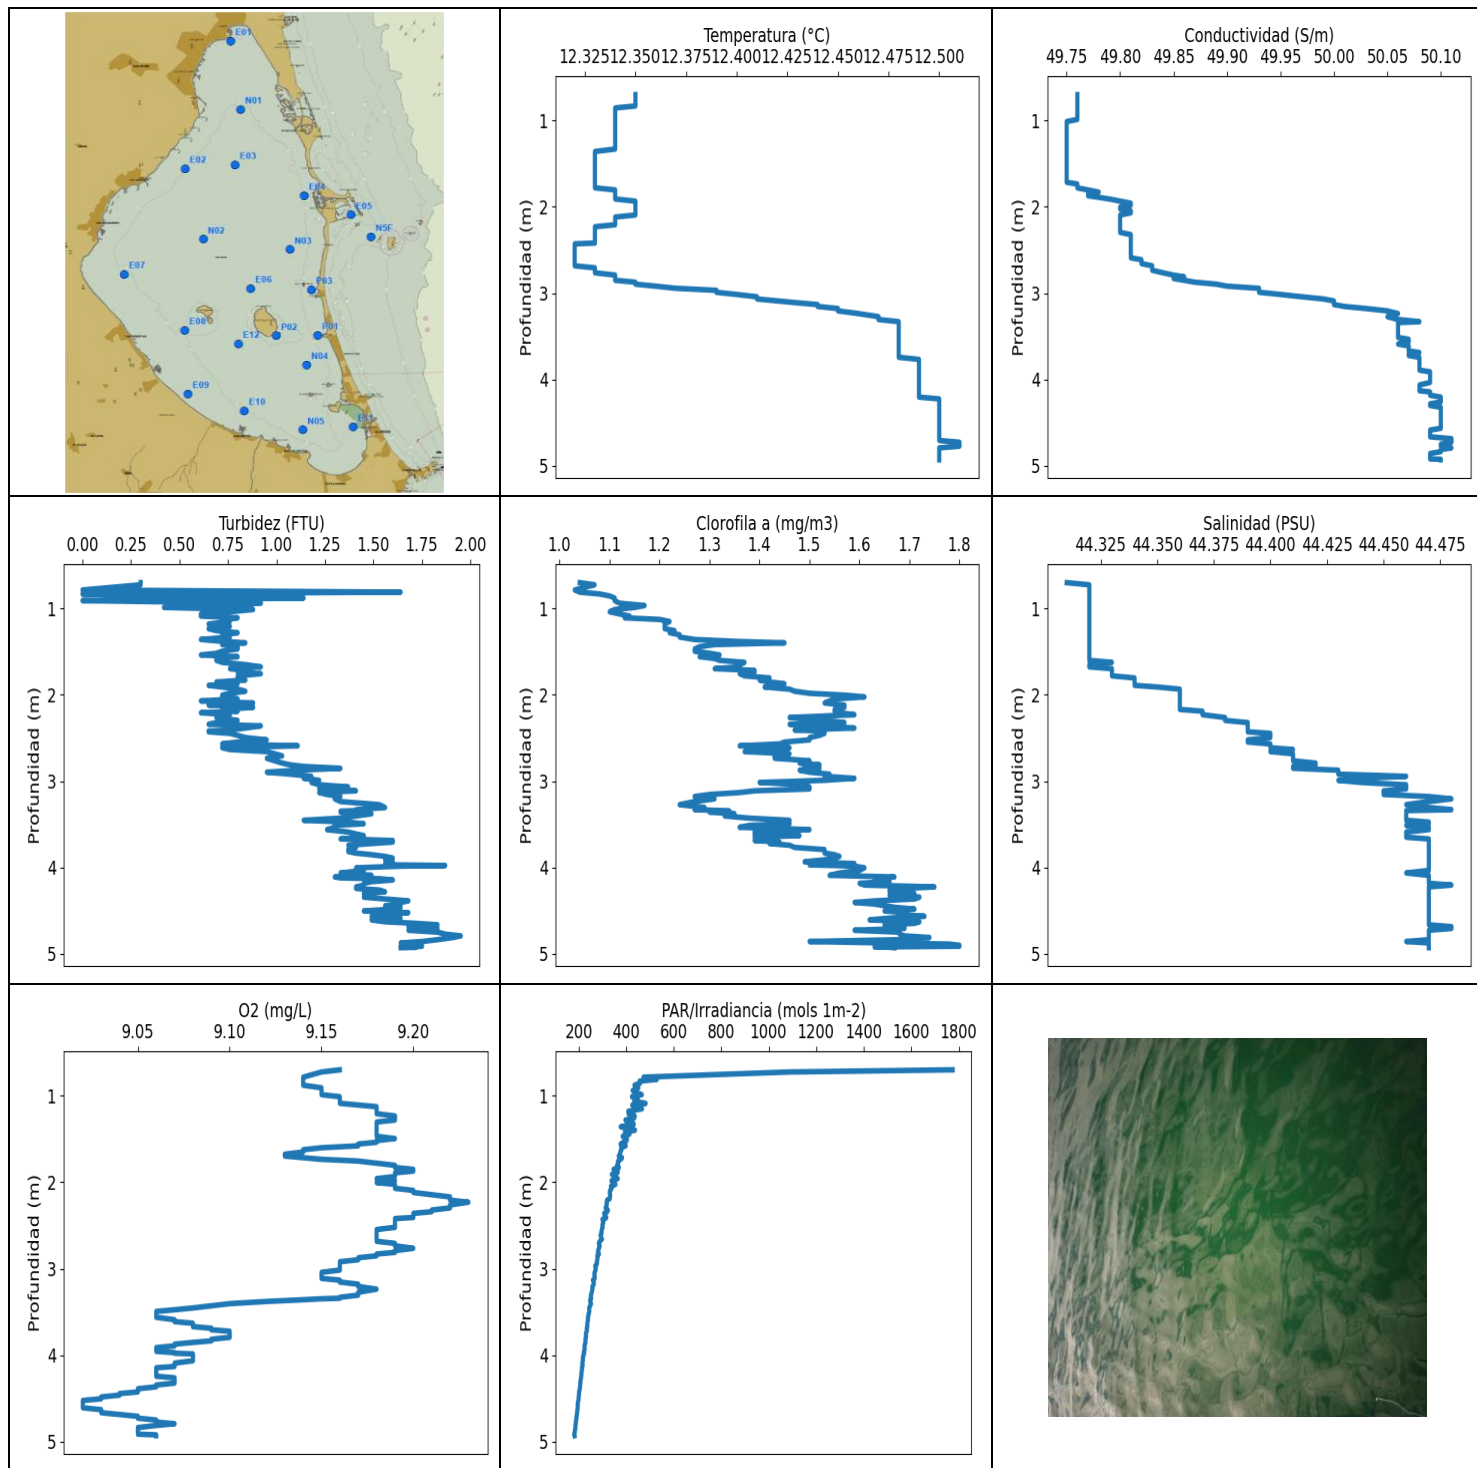 E01
N01
E02
E03
E04
E05
N5F
N02
N03
E07
E06
P03
E08
E12
P02
P01
N04
E09
E10
N05
E11
Temperatura (°C)
12.325 12.350 12.375 12.400 12.425 12.450 12.475 12.500
Profundidad (m)
1
2
3
4
5
Conductividad (S/m)
49.75 49.80 49.85 49.90 49.95 50.00 50.05 50.10
Profundidad (m)
1
2
3
4
5
Turbidez (FTU)
0.00 0.25 0.50 0.75 1.00 1.25 1.50 1.75 2.00
Profundidad (m)
1
2
3
4
5
Clorofila a (mg/m3)
1.0 1.1 1.2 1.3 1.4 1.5 1.6 1.7 1.8
Profundidad (m)
1
2
3
4
5
Salinidad (PSU)
44.325 44.350 44.375 44.400 44.425 44.450 44.475
Profundidad (m)
1
2
3
4
5
O2 (mg/L)
9.05 9.10 9.15 9.20
Profundidad (m)
1
2
3
4
5
PAR/Irradiancia (mols 1m-2)
200 400 600 800 1000 1200 1400 1600 1800
Profundidad (m)
1
2
3
4
5